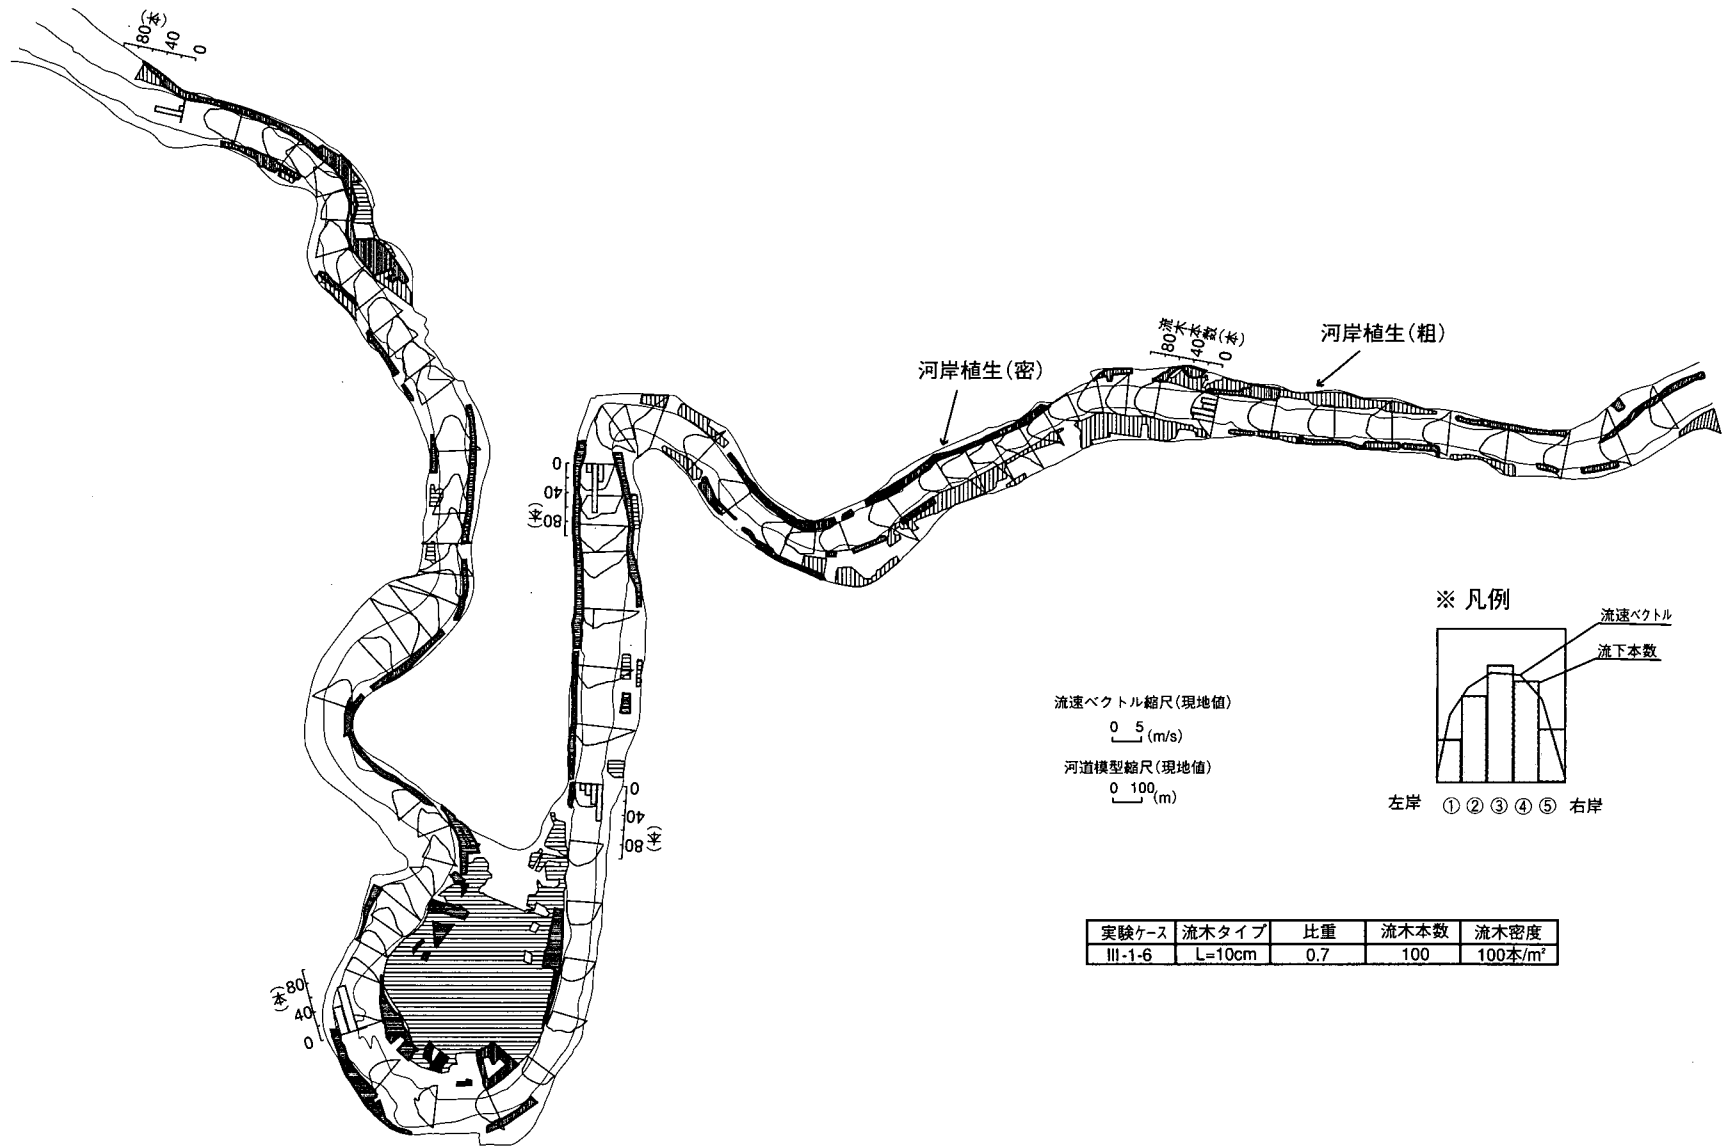 80
(本)
40
0
流木本数(本)
80
40
0
河岸植生(粗)
河岸植生(密)
0
40
80
(本)
※ 凡例
流速ベクトル
流下本数
左岸 ① ② ③ ④ ⑤ 右岸
流速ベクトル縮尺(現地値)
0 5 (m/s)
河道模型縮尺(現地値)
0 100 (m)
0
40
80
(本)
実験ケース 流木タイプ 比重 流木本数 流木密度
III-1-6 L=10cm 0.7 100 100本/m²
80
(本)
40
0